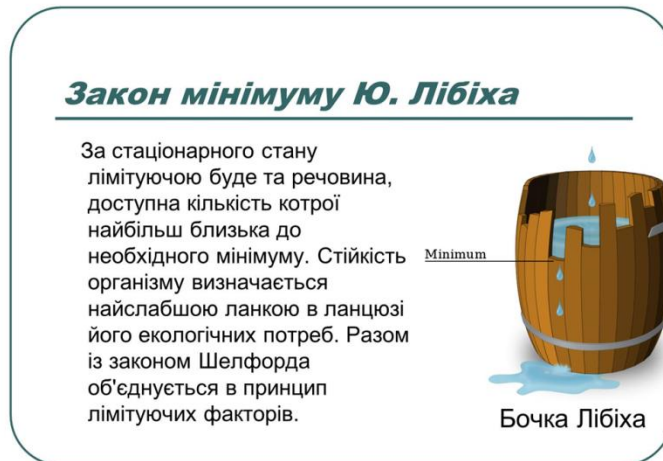 Закон мінімуму Ю. Лібіха
За стаціонарного стану
лімітуючою буде та речовина,
доступна кількість котрої
найбільш близька до
необхідного мінімуму. Стійкість
організму визначається
найслабшою ланкою в ланцюзі
його екологічних потреб. Разом
із законом Шелфорда
об'єднується в принцип
лімітуючих факторів.
Minimum
Бочка Лібіха